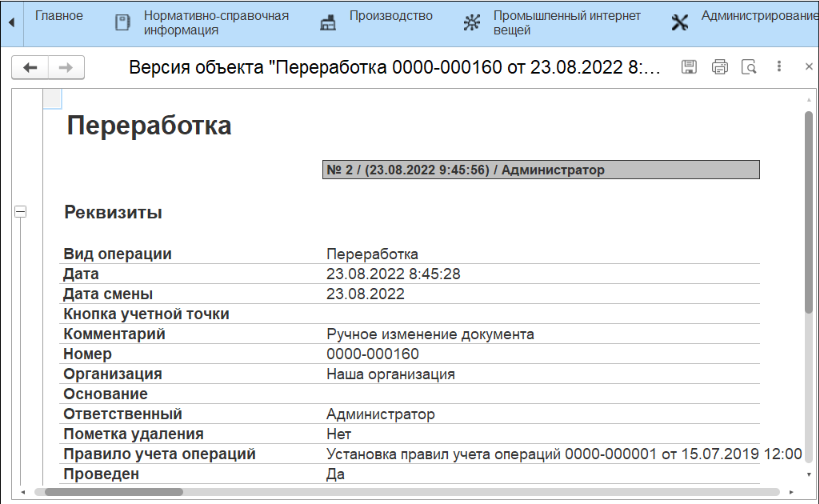 Главное
Нормативно-справочная
информация
Производство
Промышленный интернет
вещей
Администрирование
Версия объекта "Переработка 0000-000160 от 23.08.2022 8:...
Переработка
№ 2 / (23.08.2022 9:45:56) / Администратор
Реквизиты
Вид операции Переработка
Дата 23.08.2022 8:45:28
Дата смены 23.08.2022
Кнопка учетной точки
Комментарий Ручное изменение документа
Номер 0000-000160
Организация Наша организация
Основание
Ответственный Администратор
Пометка удаления Нет
Правило учета операций Установка правил учета операций 0000-000001 от 15.07.2019 12:00
Проведен Да